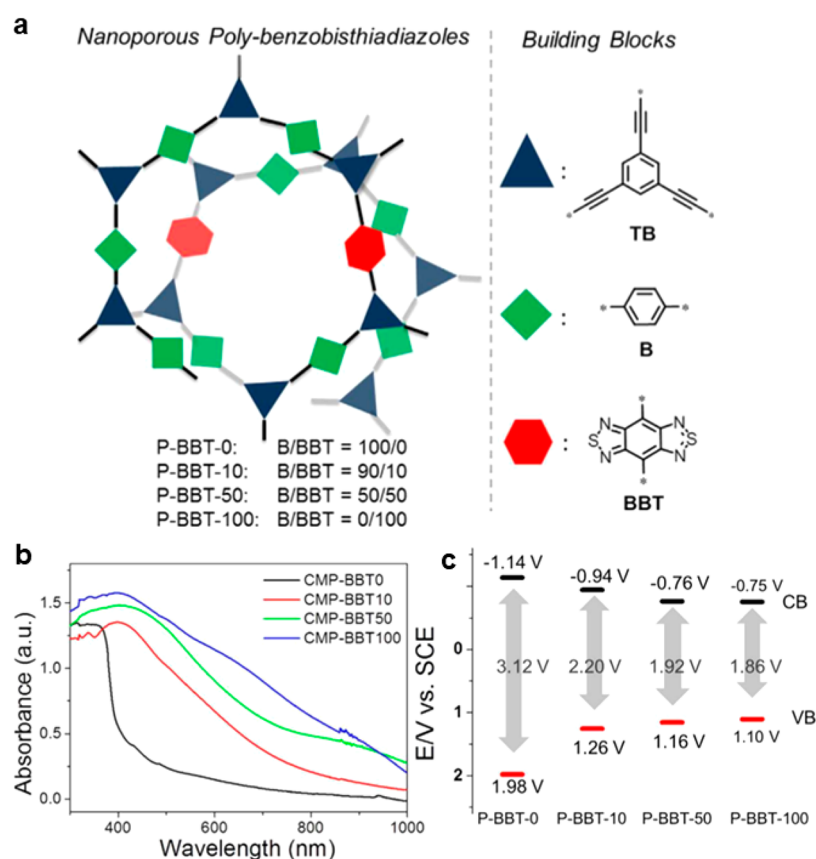 a
Nanoporous Poly-benzobisthiadiazoles
Building Blocks
:
TB
:
B
:
N
N
S
S
N
N
BBT
P-BBT-0: B/BBT = 100/0
P-BBT-10: B/BBT = 90/10
P-BBT-50: B/BBT = 50/50
P-BBT-100: B/BBT = 0/100
b
CMP-BBT0
CMP-BBT10
CMP-BBT50
CMP-BBT100
1.5
1.0
0.5
0.0
Absorbance (a.u.)
400 600 800 1000
Wavelength (nm)
c
-1.14 V
-0.94 V
-0.76 V
-0.75 V
CB
0
1
2
E/V vs. SCE
3.12 V
2.20 V
1.92 V
1.86 V
VB
1.98 V
1.26 V
1.16 V
1.10 V
P-BBT-0 P-BBT-10 P-BBT-50 P-BBT-100